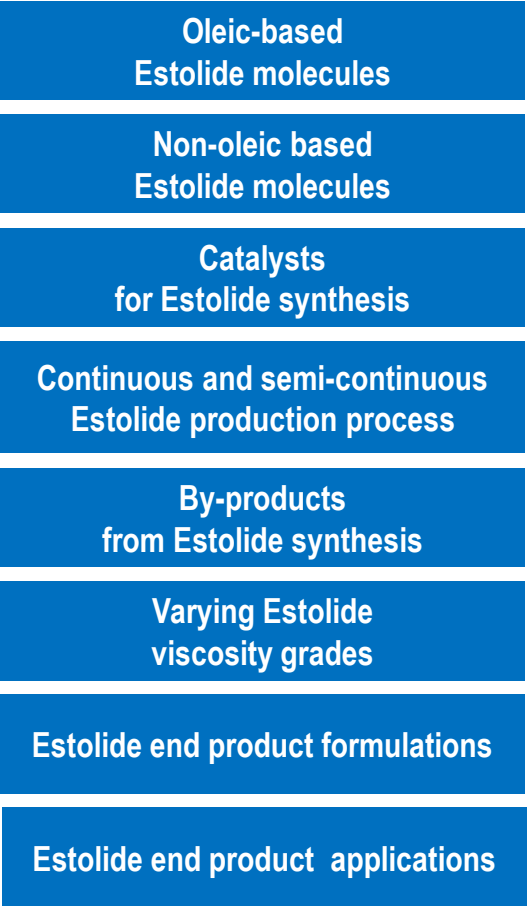 Oleic-based
Estolide molecules
Non-oleic based
Estolide molecules
Catalysts
for Estolide synthesis
Continuous and semi-continuous
Estolide production process
By-products
from Estolide synthesis
Varying Estolide
viscosity grades
Estolide end product formulations
Estolide end product  applications